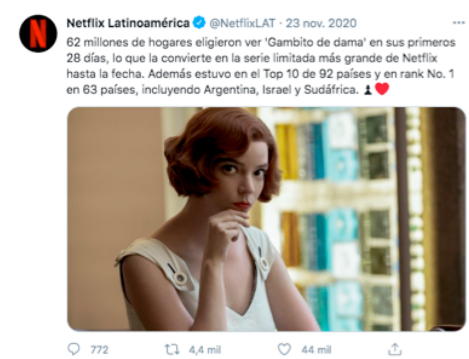 Netflix Latinoamérica @NetflixLAT · 23 nov. 2020
62 millones de hogares eligieron ver 'Gambito de dama' en sus primeros
28 días, lo que la convierte en la serie limitada más grande de Netflix
hasta la fecha. Además estuvo en el Top 10 de 92 países y en rank No. 1
en 63 países, incluyendo Argentina, Israel y Sudáfrica. ♟❤️
772 4,4 mil 44 mil